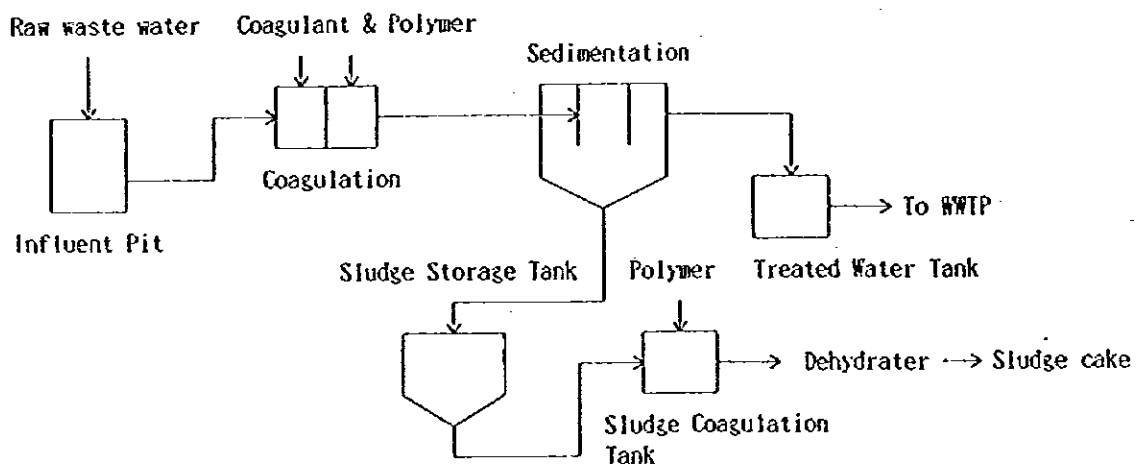 Raw waste water
Coagulant & Polymer
Sedimentation
Coagulation
To WWTP
Influent Pit
Sludge Storage Tank
Polymer
Treated Water Tank
Dehydrater
Sludge cake
Sludge Coagulation
Tank